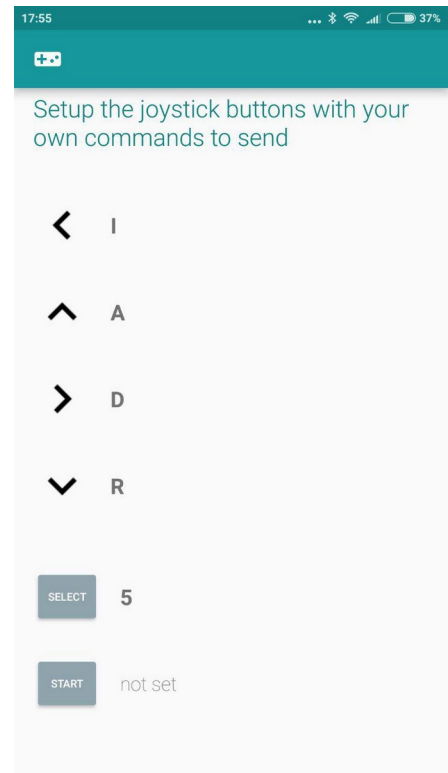 17:55
... 37%
Setup the joystick buttons with your
own commands to send
I
A
D
R
SELECT 5
START not set